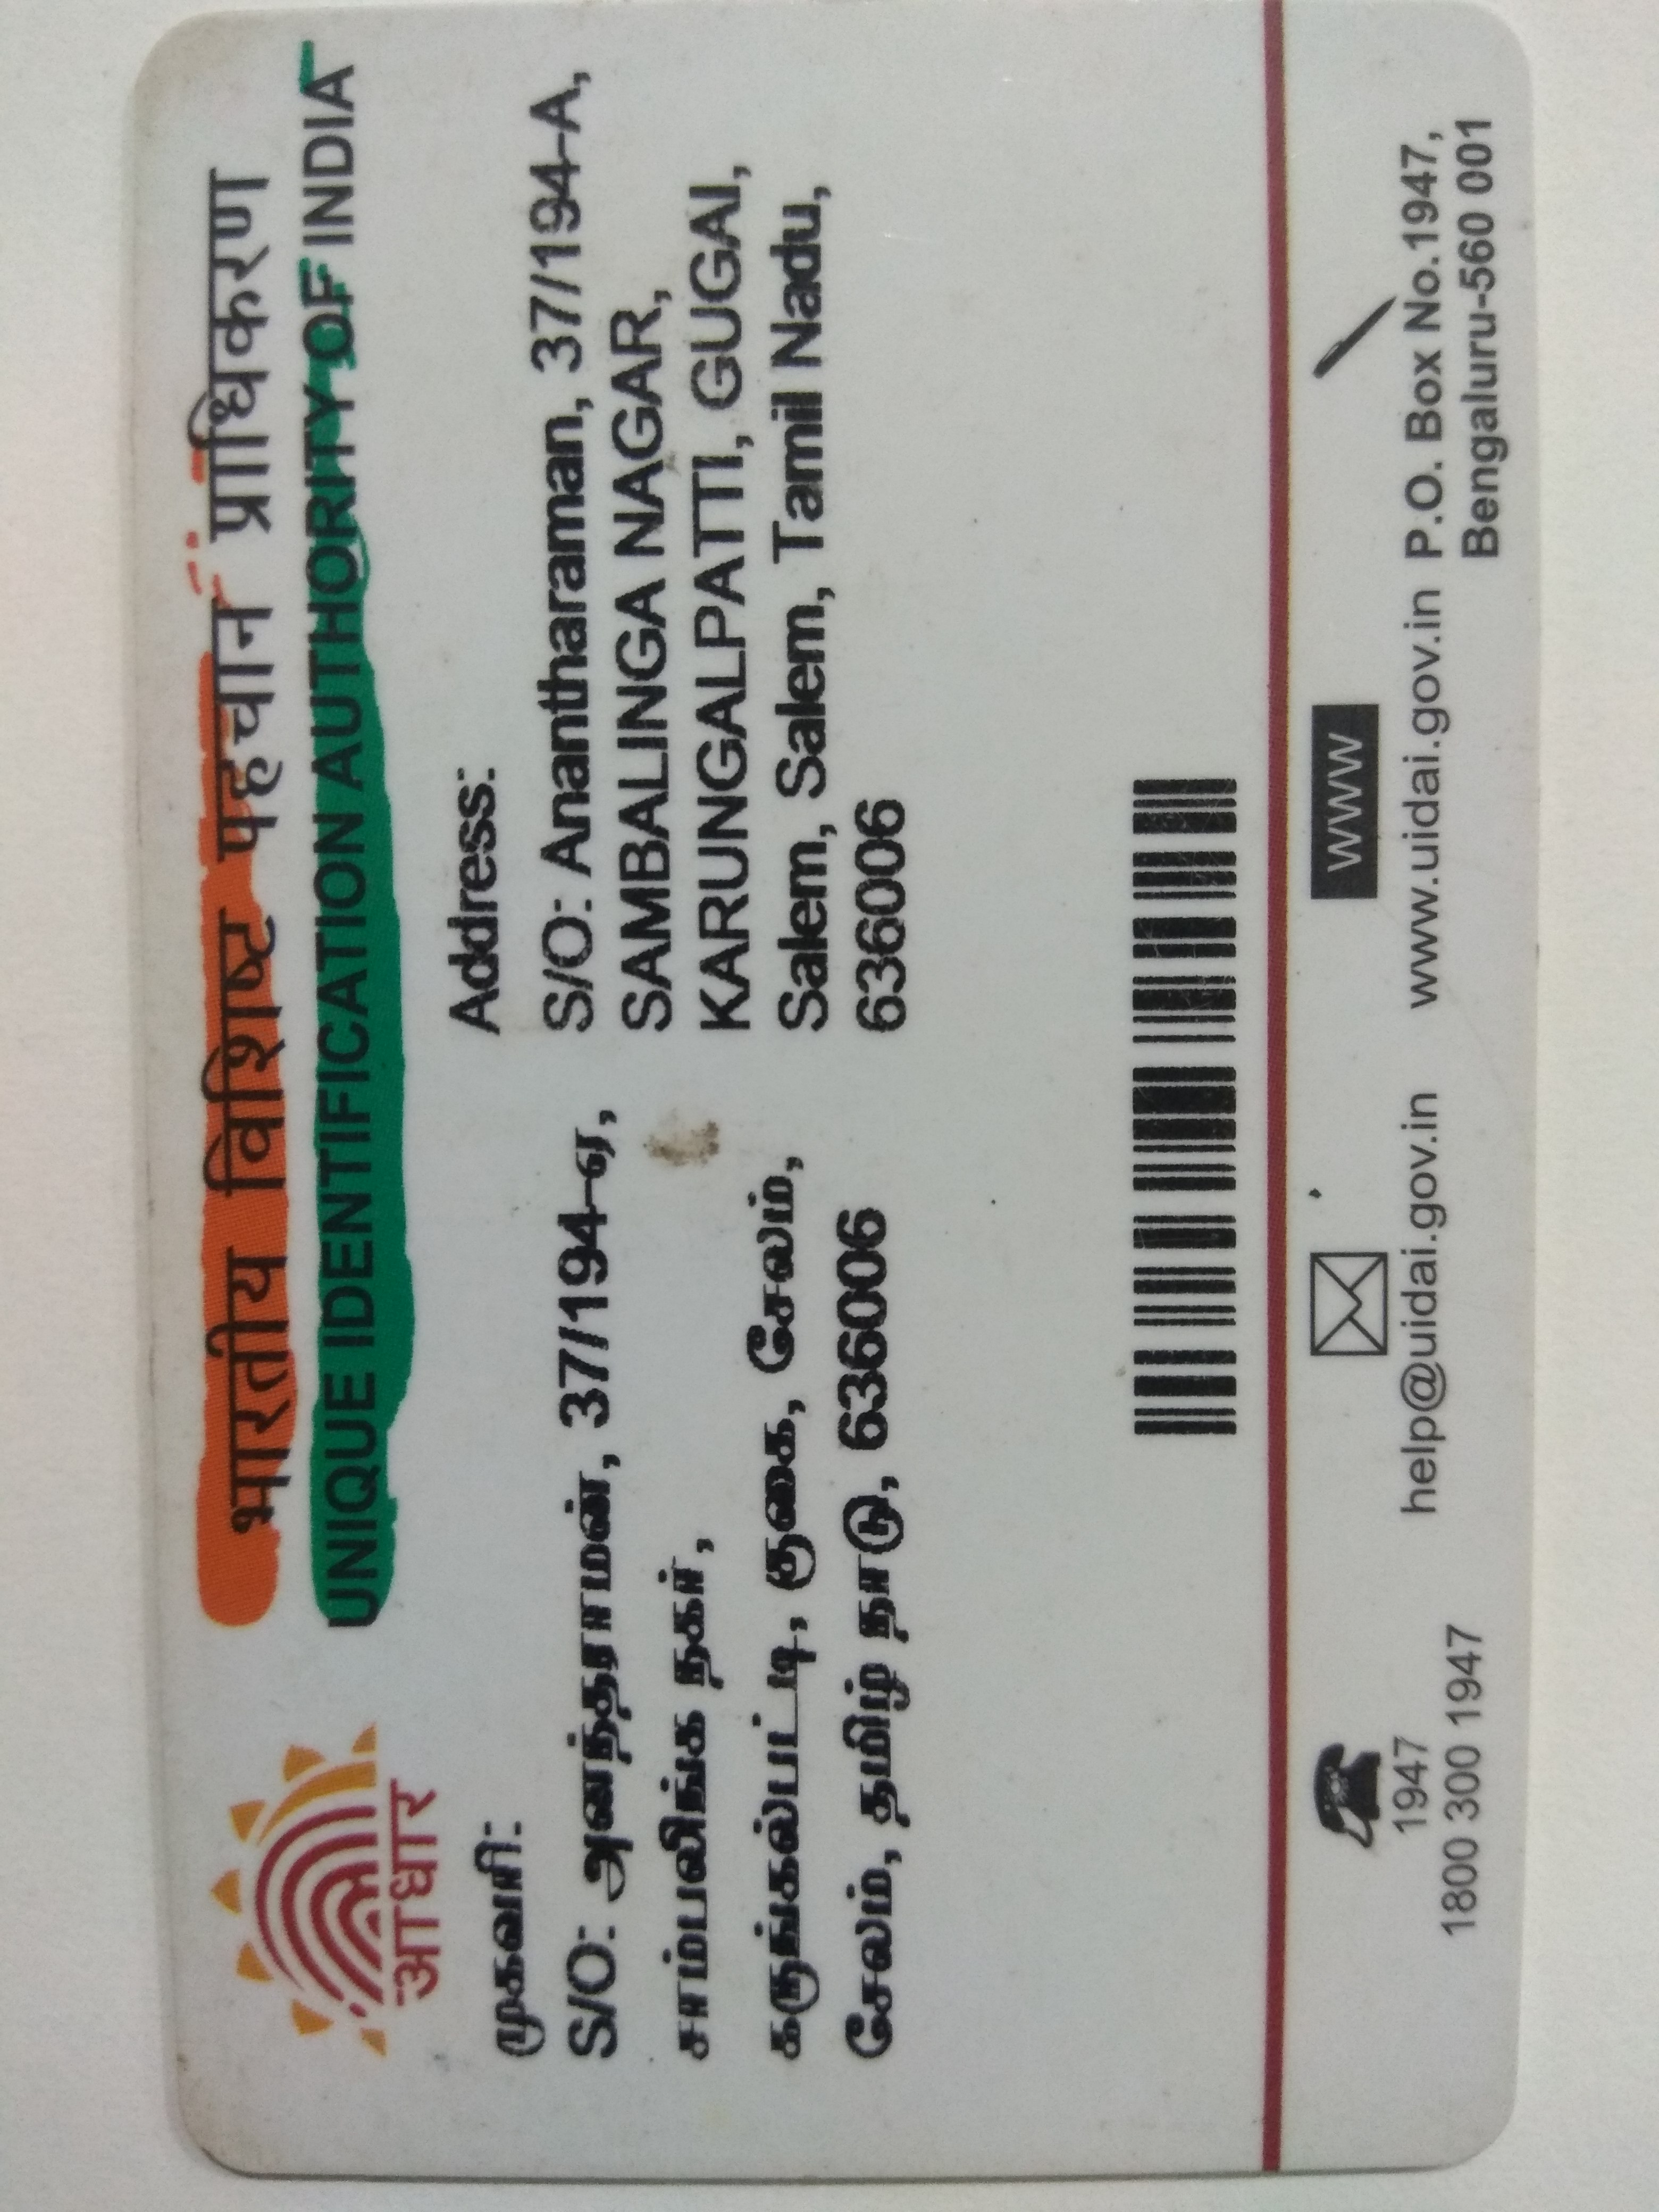 भारतीय विशिष्ट पहचान प्राधिकरण
UNIQUE IDENTIFICATION AUTHORITY OF INDIA
आधार
முகவரி:
S/O: அனந்தராமன், 37/194-ஏ,
சாம்பலிங்க நகர்,
கருங்கல்பட்டி, குகை, சேலம்,
சேலம், தமிழ் நாடு, 636006
Address:
S/O: Anantharaman, 37/194-A,
SAMBALINGA NAGAR,
KARUNGALPATTI, GUGAI,
Salem, Salem, Tamil Nadu,
636006
1947
1800 300 1947
help@uidai.gov.in
WWW
www.uidai.gov.in
P.O. Box No.1947,
Bengaluru-560 001